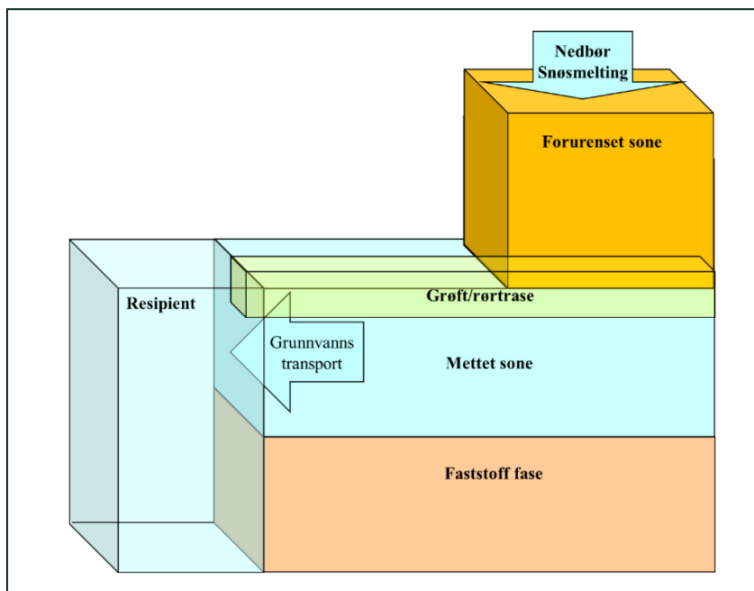 Nedbør
Snøsmelting
Forurenset sone
Resipient
Grøft/rørtrase
Grunnvanns
transport
Mettet sone
Faststoff fase